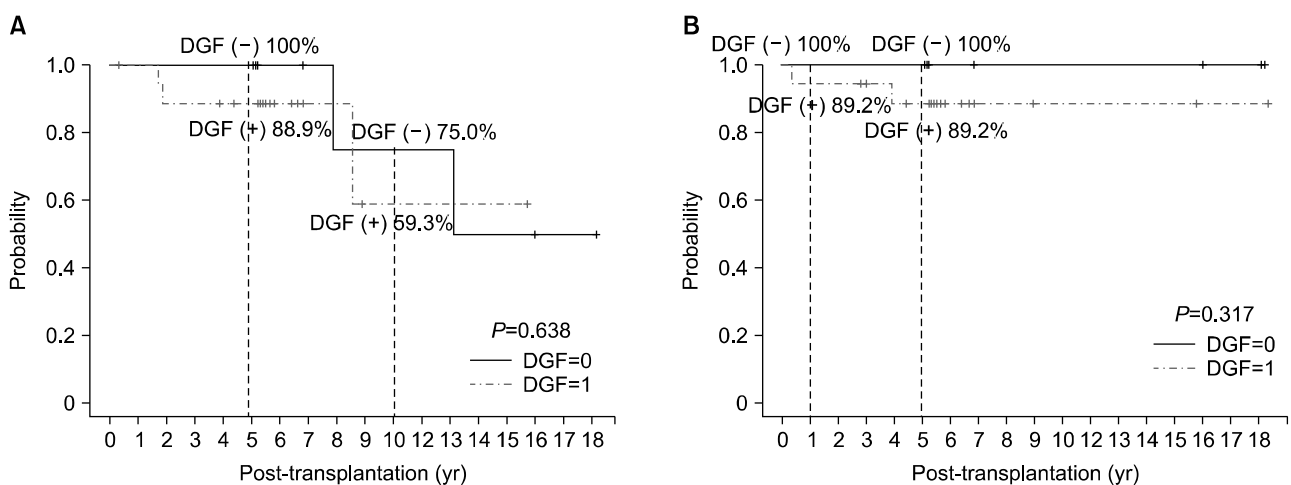 A
DGF (−) 100%
1.0
DGF (+) 88.9%
DGF (−) 75.0%
0.8
0.6
DGF (+) 59.3%
0.4
0.2
0
Probability
P=0.638
DGF=0
DGF=1
0 1 2 3 4 5 6 7 8 9 10 11 12 13 14 15 16 17 18
Post-transplantation (yr)
B
DGF (−) 100% DGF (−) 100%
1.0
DGF (+) 89.2%
DGF (+) 89.2%
0.8
0.6
0.4
0.2
0
Probability
P=0.317
DGF=0
DGF=1
0 1 2 3 4 5 6 7 8 9 10 11 12 13 14 15 16 17 18
Post-transplantation (yr)